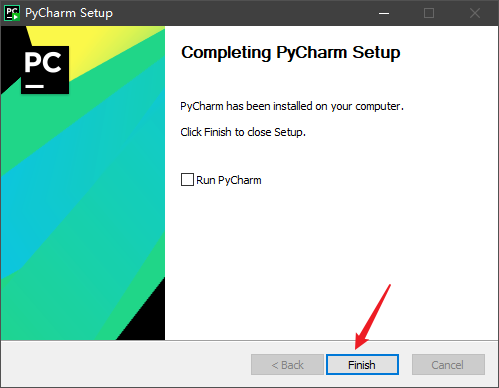 PyCharm Setup
PC
Completing PyCharm Setup
PyCharm has been installed on your computer.
Click Finish to close Setup.
Run PyCharm
< Back
Finish
Cancel